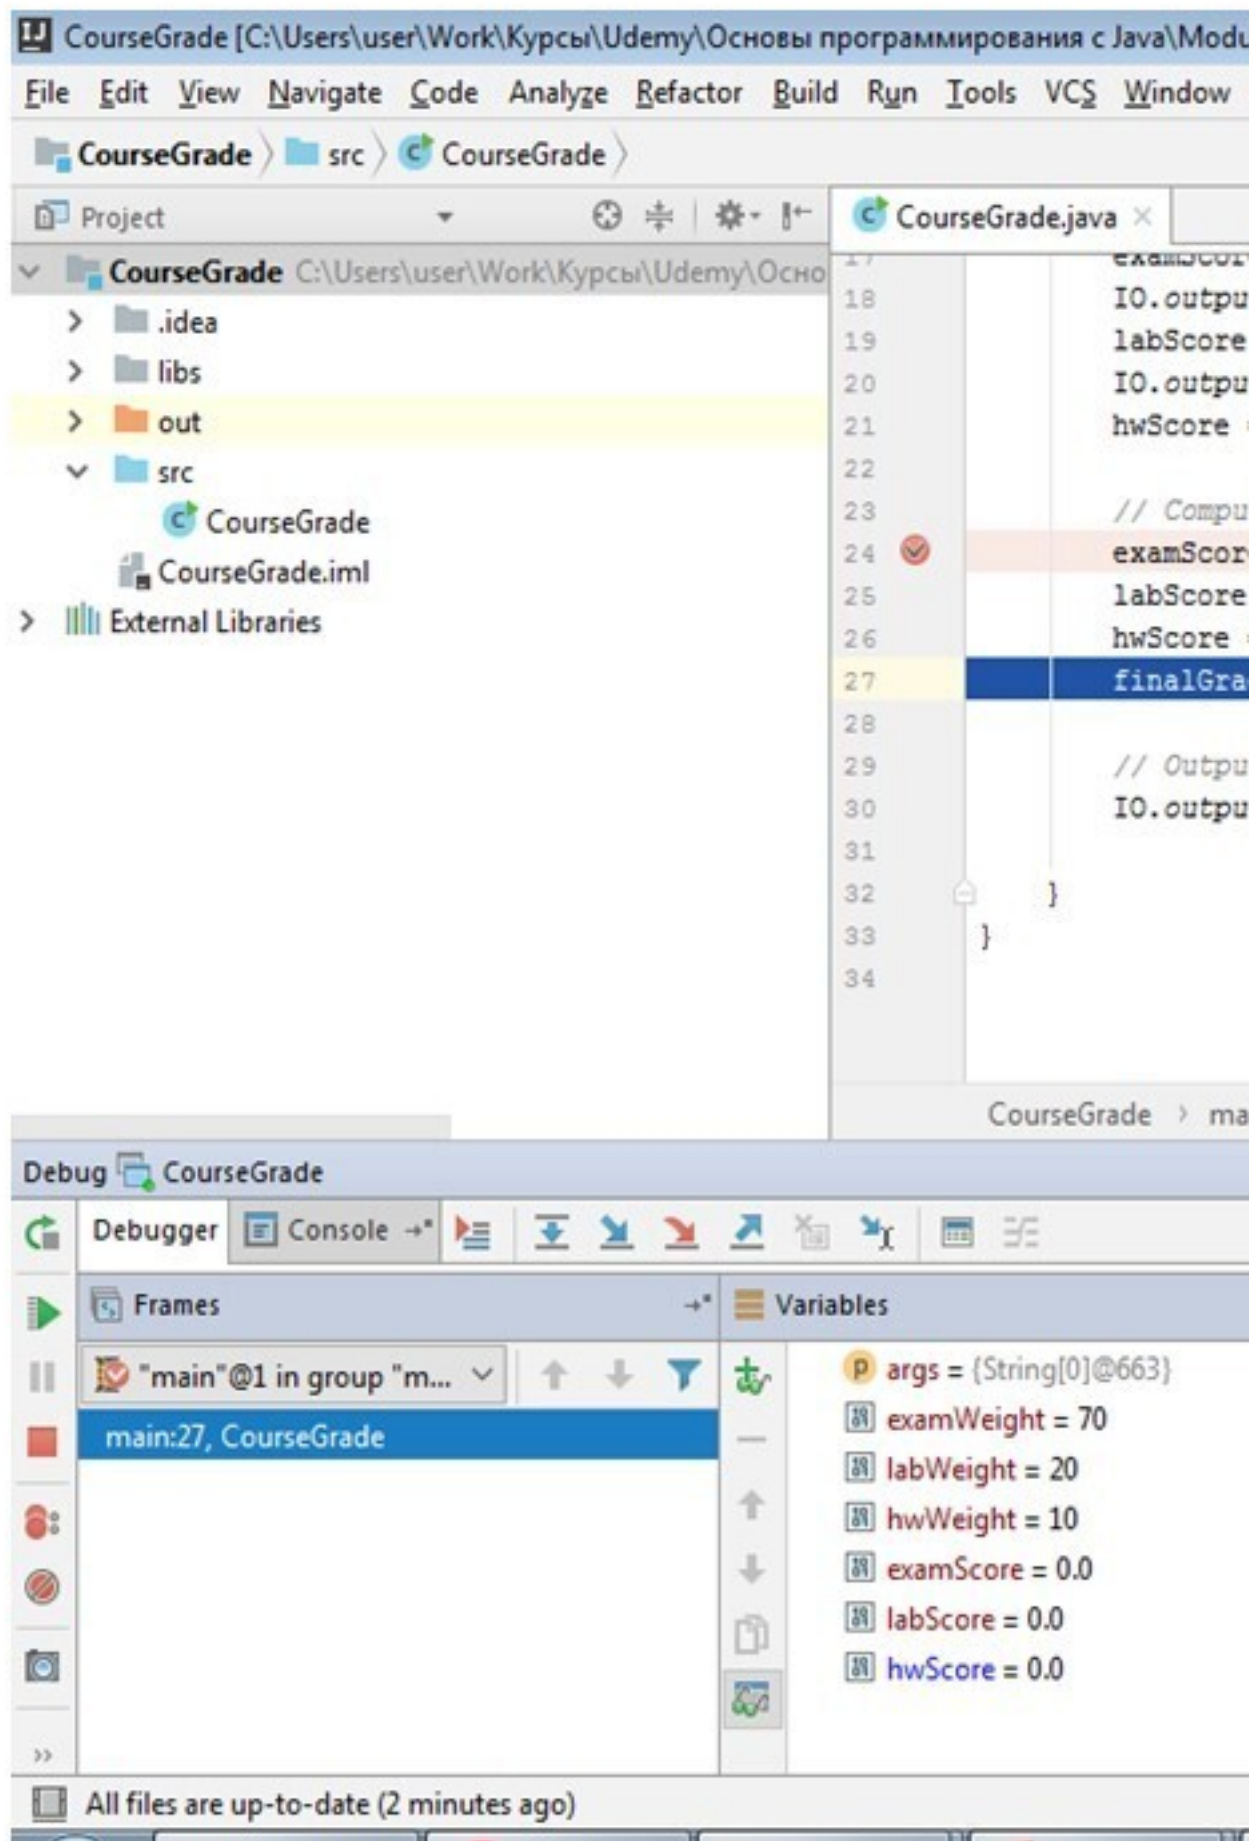 CourseGrade [C:\Users\user\Work\Курсы\Udemy\Основы программирования с Java\Modu
File Edit View Navigate Code Analyze Refactor Build Run Tools VCS Window
CourseGrade src CourseGrade
Project
CourseGrade C:\Users\user\Work\Курсы\Udemy\Осно
.idea
libs
out
src
CourseGrade
CourseGrade.iml
External Libraries
CourseGrade.java
17 examScore
18 IO.outpu
19 labScore
20 IO.outpu
21 hwScore =
22
23 // Compu
24 examScor
25 labScore
26 hwScore =
27 finalGra
28
29 // Outpu
30 IO.outpu
31
32 }
33 }
34
CourseGrade › ma
Debug CourseGrade
Debugger Console
Frames
Variables
"main"@1 in group "m...
main:27, CourseGrade
args = {String[0]@663}
examWeight = 70
labWeight = 20
hwWeight = 10
examScore = 0.0
labScore = 0.0
hwScore = 0.0
All files are up-to-date (2 minutes ago)